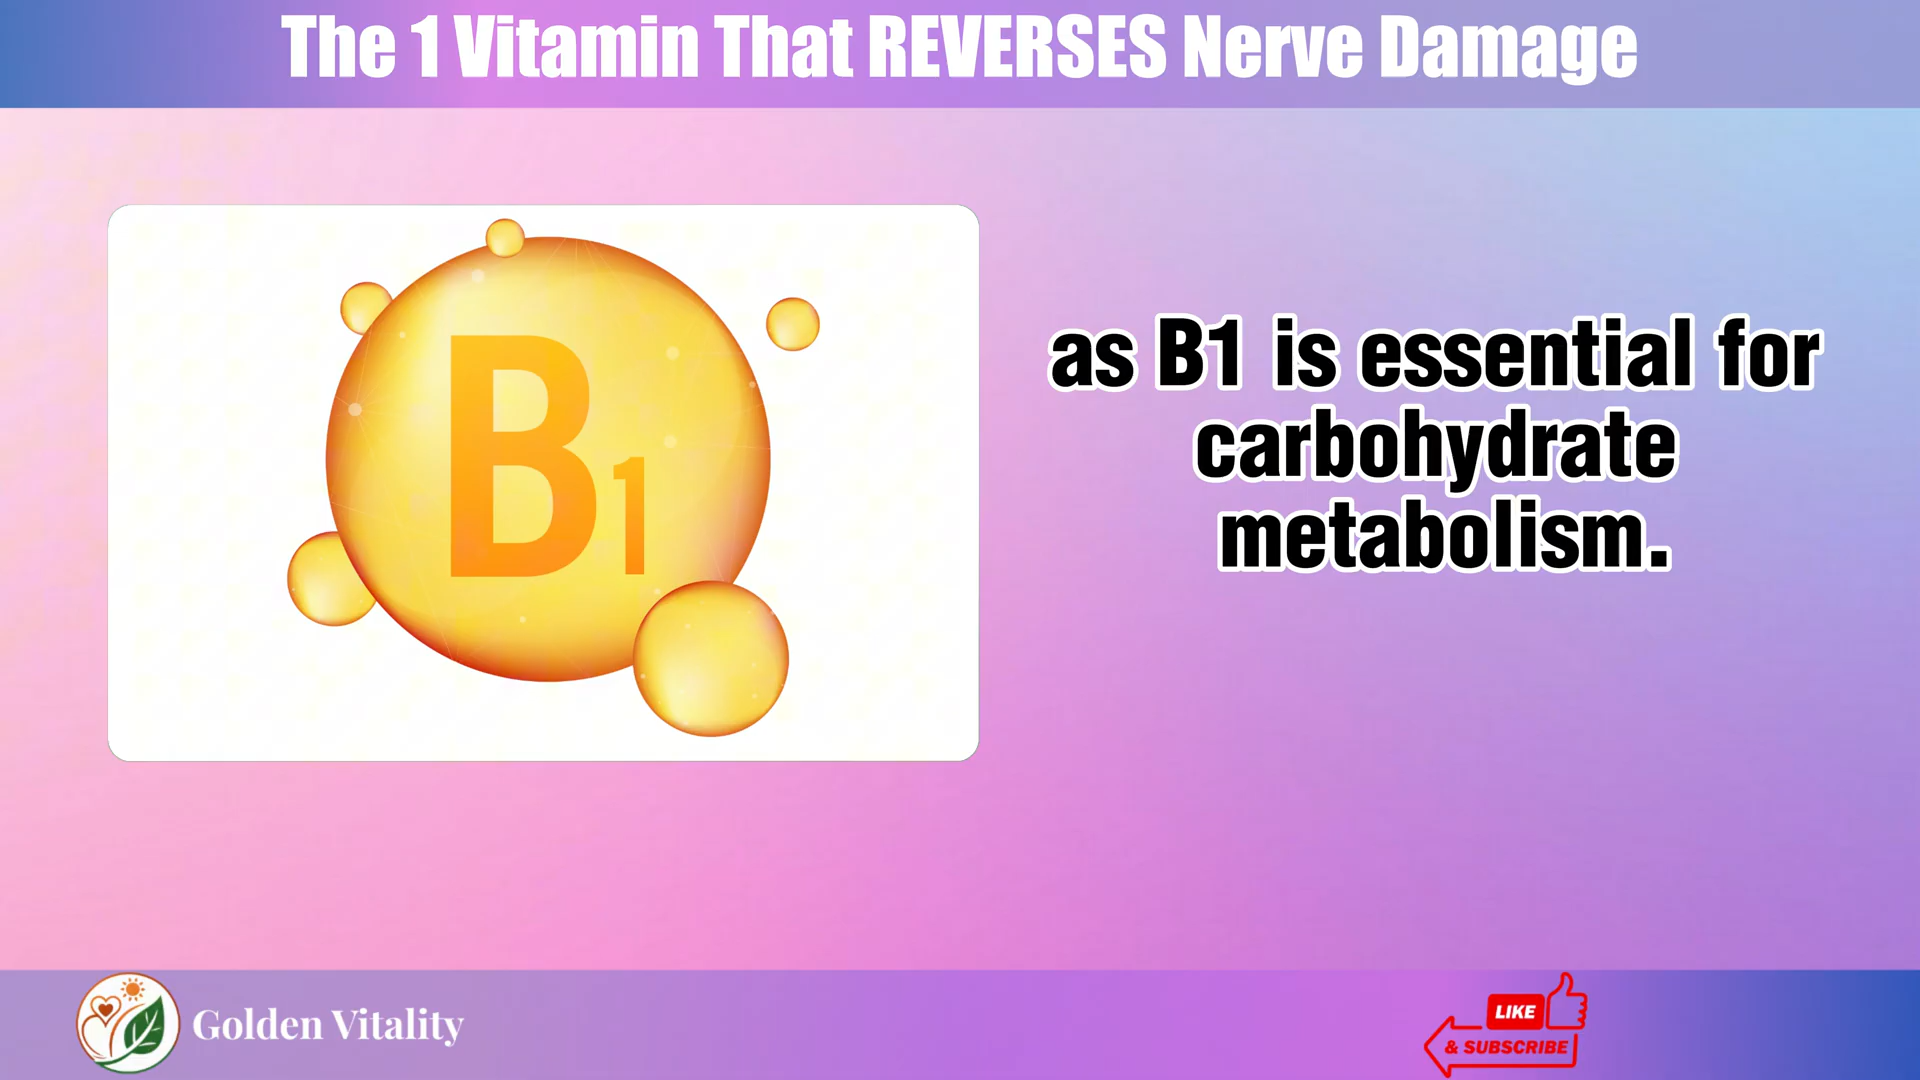 The 1 Vitamin That REVERSES Nerve Damage
B1
as B1 is essential for
carbohydrate
metabolism.
Golden Vitality
LIKE
& SUBSCRIBE